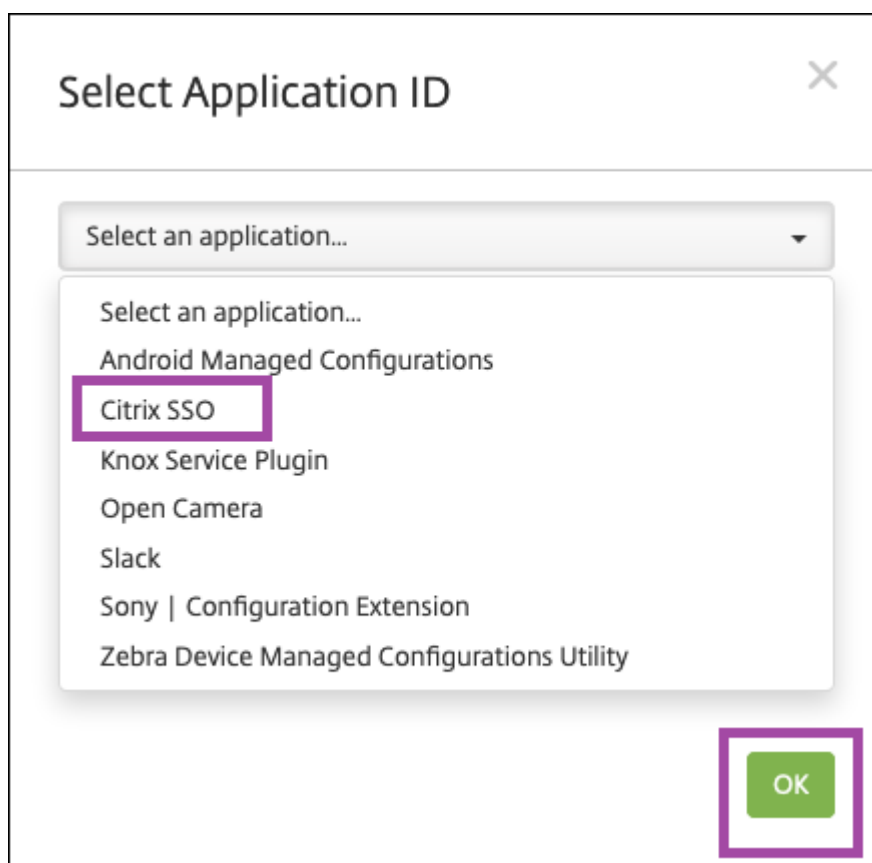 Select Application ID
Select an application...
Select an application...
Android Managed Configurations
Citrix SSO
Knox Service Plugin
Open Camera
Slack
Sony | Configuration Extension
Zebra Device Managed Configurations Utility
OK